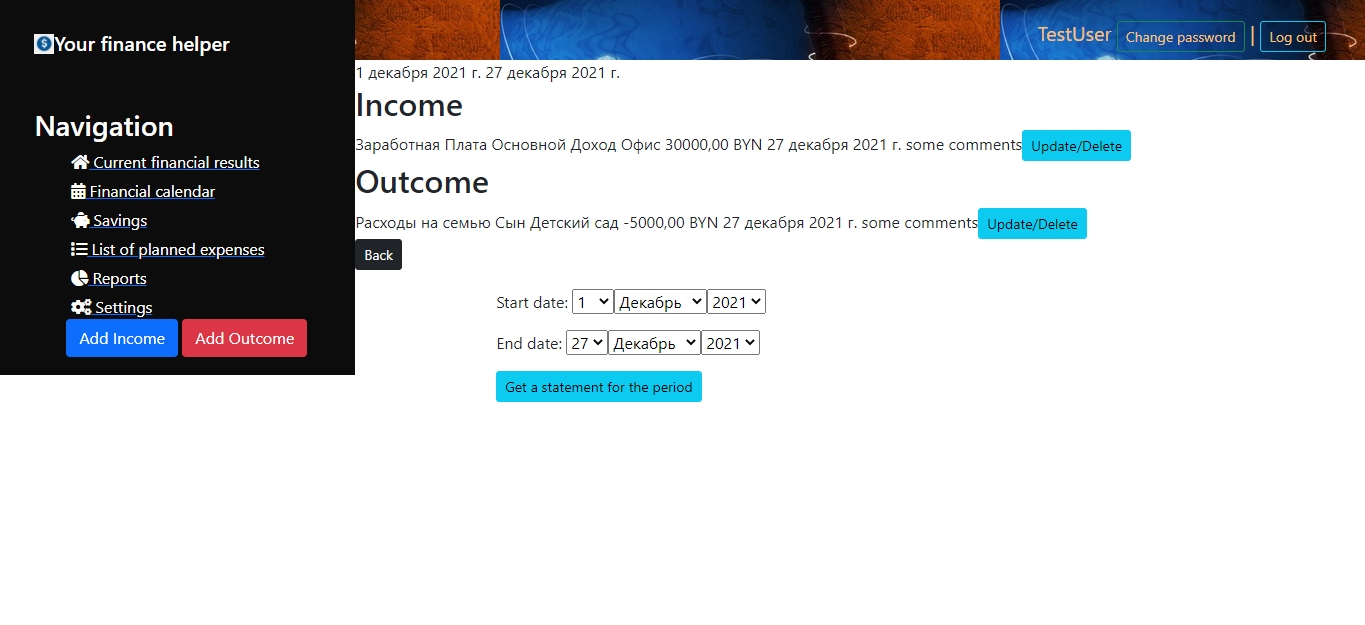 Your finance helper
Navigation
Current financial results
Financial calendar
Savings
List of planned expenses
Reports
Settings
Add Income Add Outcome
GRAPHICS GRAPHICS
TestUser Change password | Log out
1 декабря 2021 г. 27 декабря 2021 г.
Income
Заработная Плата Основной Доход Офис 30000,00 BYN 27 декабря 2021 г. some comments Update/Delete
Outcome
Расходы на семью Сын Детский сад -5000,00 BYN 27 декабря 2021 г. some comments Update/Delete
Back
Start date: 1 Декабрь 2021
End date: 27 Декабрь 2021
Get a statement for the period